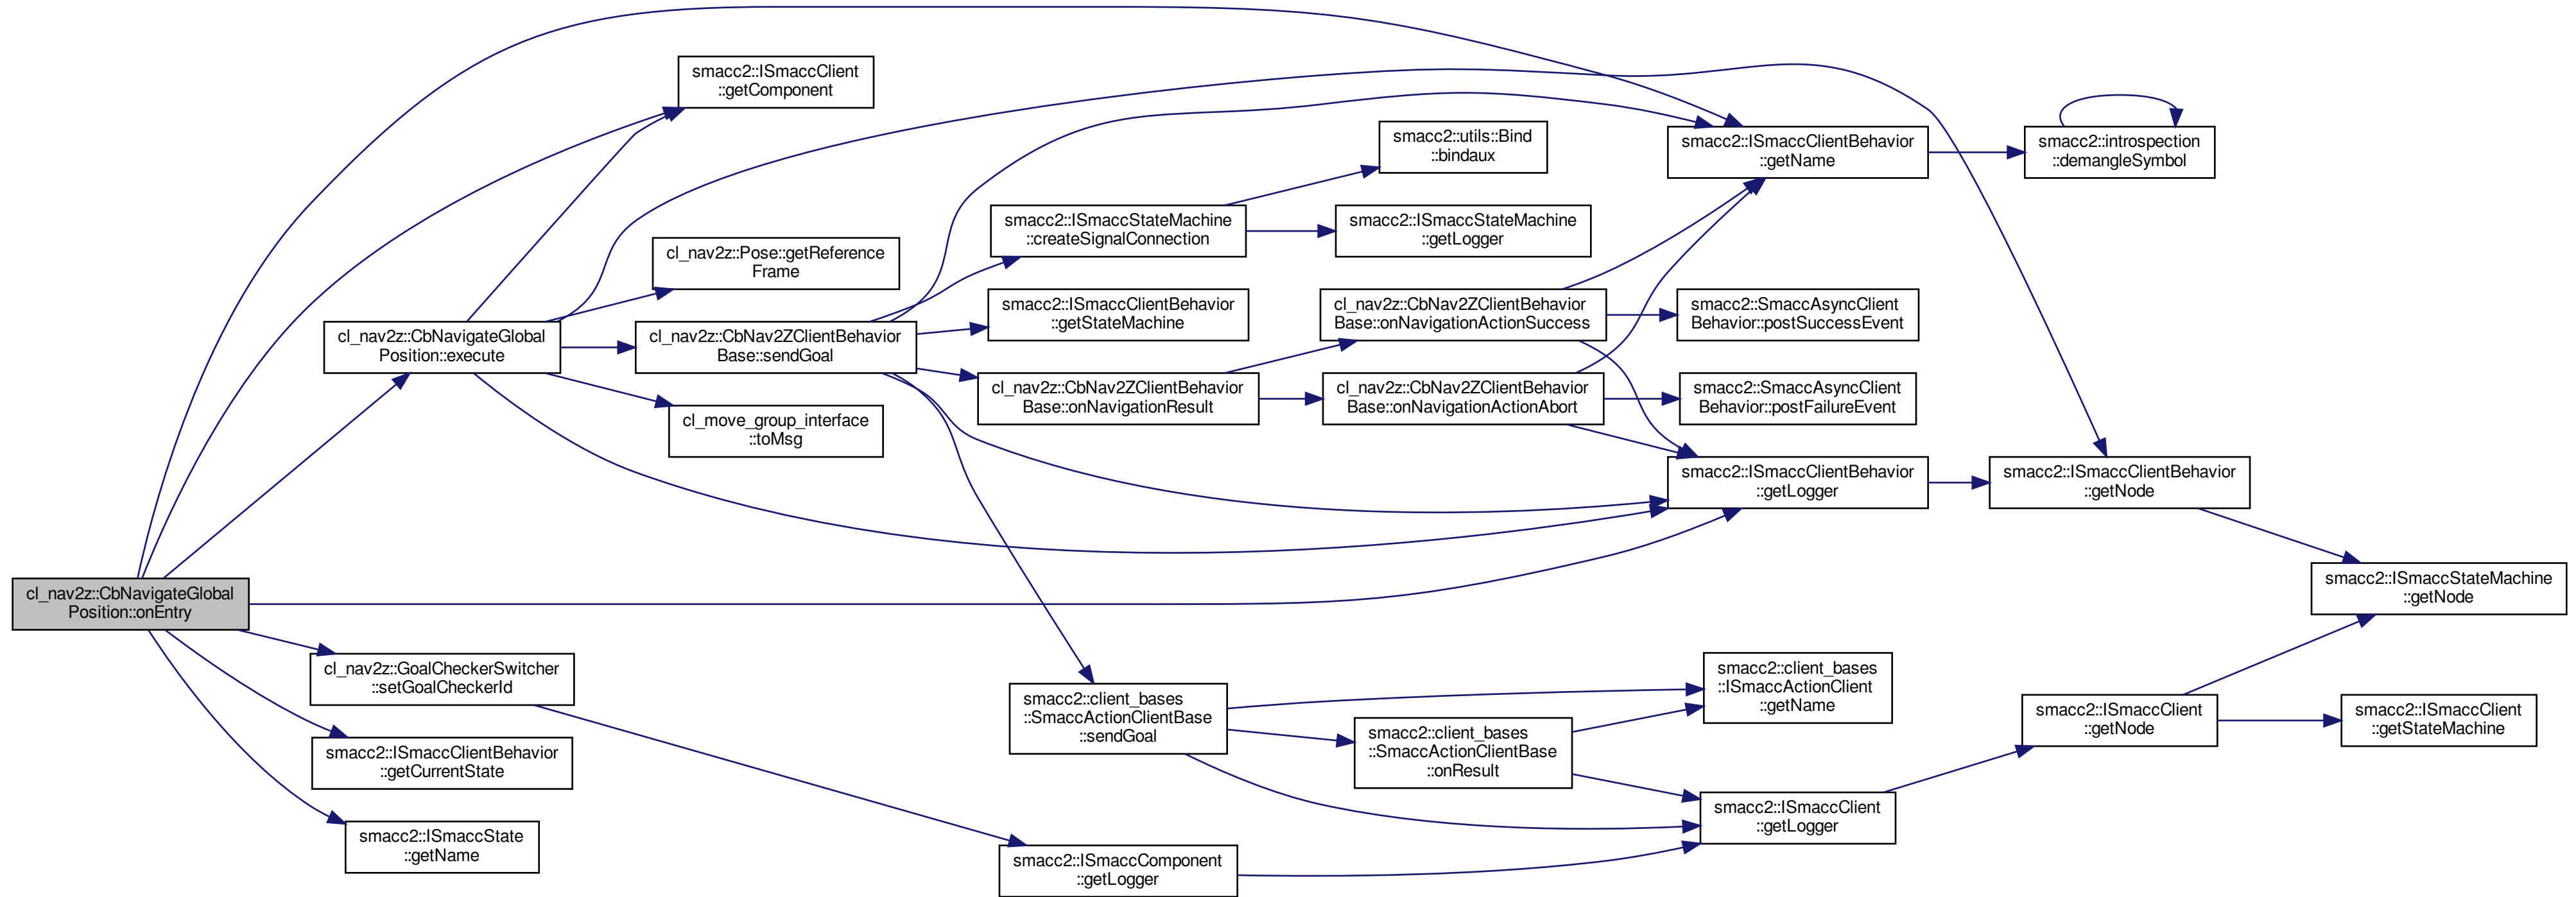 smacc2::ISmaccClient
::getComponent
smacc2::utils::Bind
::bindaux
smacc2::ISmaccClientBehavior
::getName
smacc2::introspection
::demangleSymbol
smacc2::ISmaccStateMachine
::createSignalConnection
smacc2::ISmaccStateMachine
::getLogger
cl_nav2z::Pose::getReference
Frame
smacc2::ISmaccClientBehavior
::getStateMachine
cl_nav2z::CbNav2ZClientBehavior
Base::onNavigationActionSuccess
smacc2::SmaccAsyncClient
Behavior::postSuccessEvent
cl_nav2z::CbNavigateGlobal
Position::execute
cl_nav2z::CbNav2ZClientBehavior
Base::sendGoal
cl_nav2z::CbNav2ZClientBehavior
Base::onNavigationResult
cl_nav2z::CbNav2ZClientBehavior
Base::onNavigationActionAbort
smacc2::SmaccAsyncClient
Behavior::postFailureEvent
cl_move_group_interface
::toMsg
smacc2::ISmaccClientBehavior
::getLogger
smacc2::ISmaccClientBehavior
::getNode
cl_nav2z::CbNavigateGlobal
Position::onEntry
smacc2::ISmaccStateMachine
::getNode
cl_nav2z::GoalCheckerSwitcher
::setGoalCheckerId
smacc2::client_bases
::SmaccActionClientBase
::sendGoal
smacc2::client_bases
::ISmaccActionClient
::getName
smacc2::ISmaccClient
::getNode
smacc2::ISmaccClient
::getStateMachine
smacc2::ISmaccClientBehavior
::getCurrentState
smacc2::client_bases
::SmaccActionClientBase
::onResult
smacc2::ISmaccClient
::getLogger
smacc2::ISmaccState
::getName
smacc2::ISmaccComponent
::getLogger